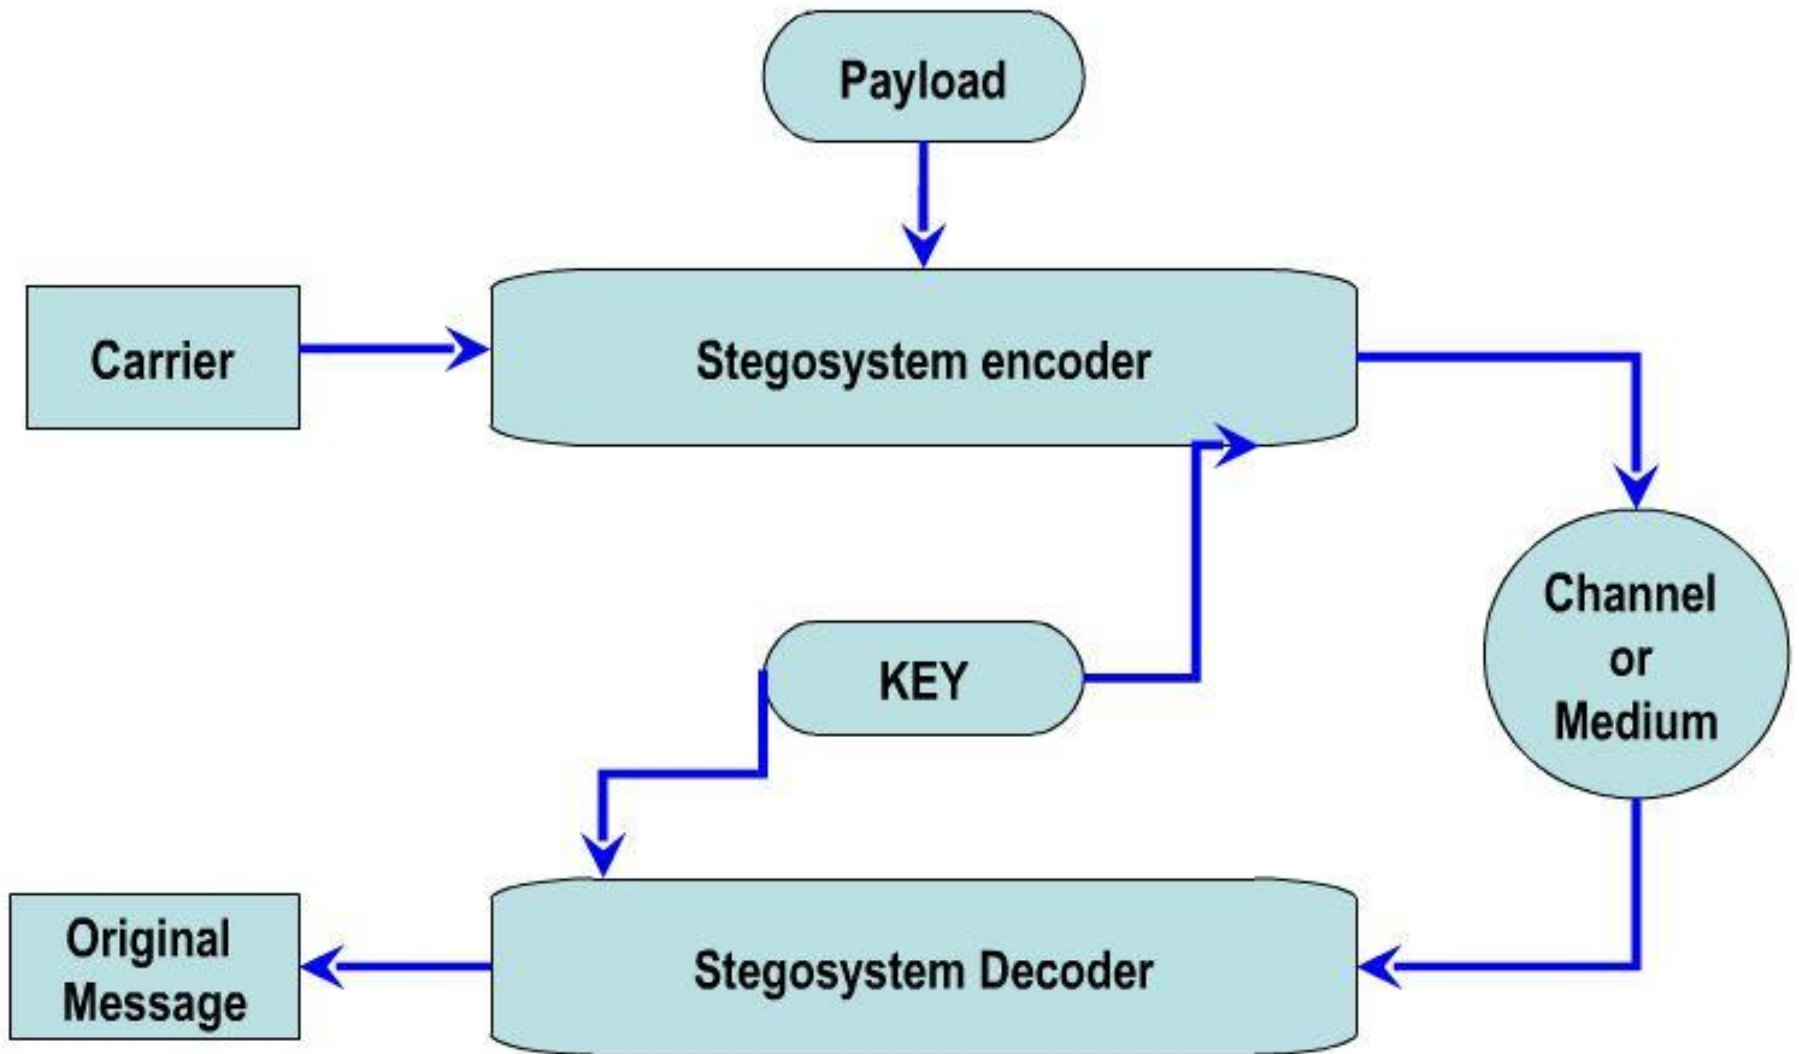 Payload
Carrier
Stegosystem encoder
Channel
or
Medium
KEY
Original
Message
Stegosystem Decoder